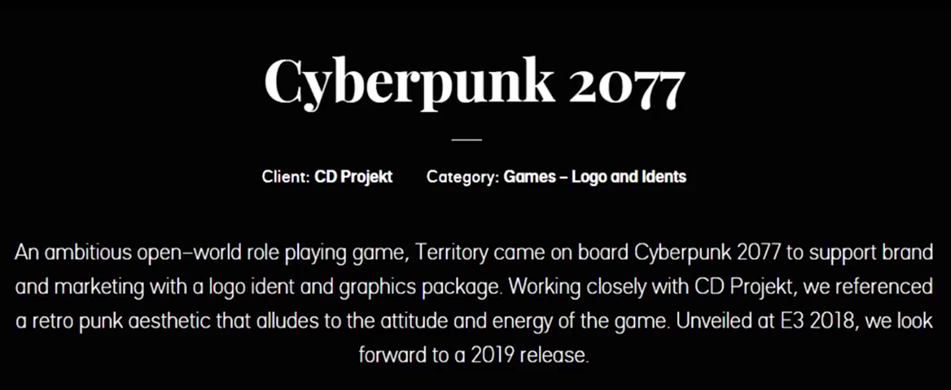 Cyberpunk 2077
Client: CD Projekt Category: Games – Logo and Idents
An ambitious open–world role playing game, Territory came on board Cyberpunk 2077 to support brand
and marketing with a logo ident and graphics package. Working closely with CD Projekt, we referenced
a retro punk aesthetic that alludes to the attitude and energy of the game. Unveiled at E3 2018, we look
forward to a 2019 release.